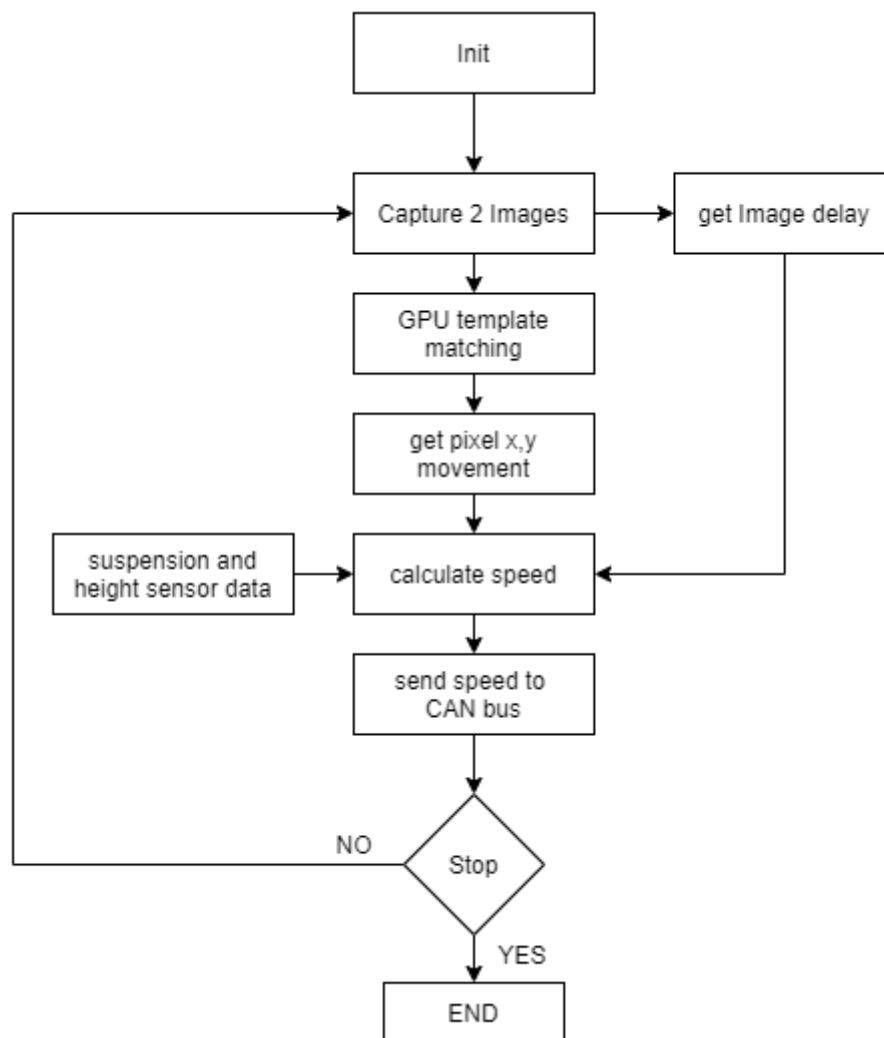 Init
Capture 2 Images
get Image delay
GPU template
matching
get pixel x,y
movement
suspension and
height sensor data
calculate speed
send speed to
CAN bus
NO
Stop
YES
END